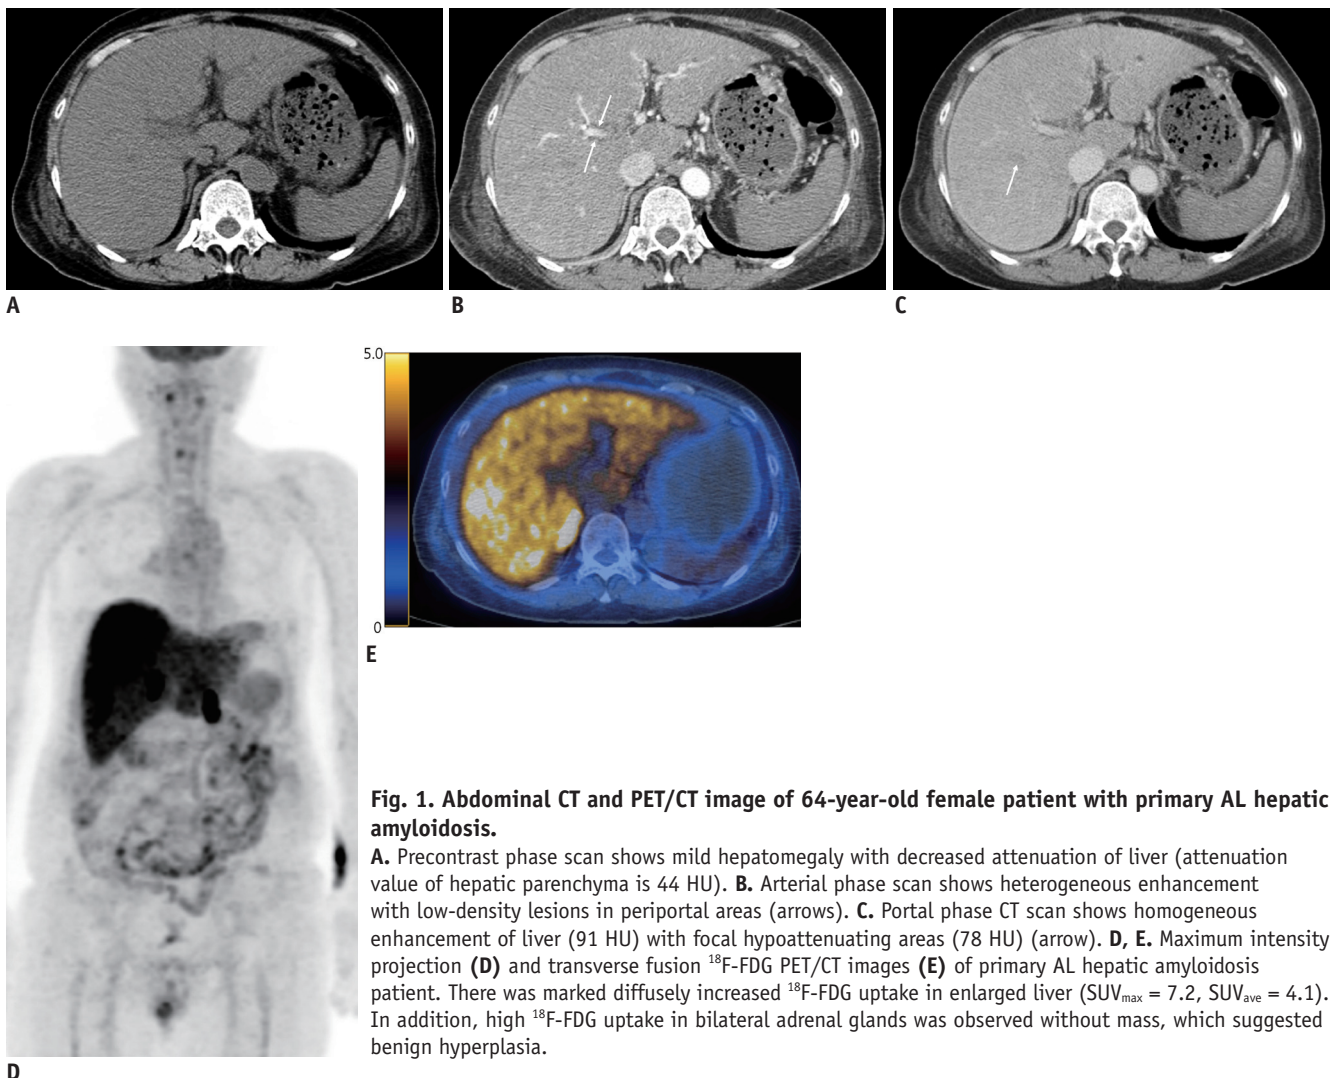 A
B
C
5.0
0
E
D
Fig. 1. Abdominal CT and PET/CT image of 64-year-old female patient with primary AL hepatic
amyloidosis.
A. Precontrast phase scan shows mild hepatomegaly with decreased attenuation of liver (attenuation
value of hepatic parenchyma is 44 HU). B. Arterial phase scan shows heterogeneous enhancement
with low-density lesions in periportal areas (arrows). C. Portal phase CT scan shows homogeneous
enhancement of liver (91 HU) with focal hypoattenuating areas (78 HU) (arrow). D, E. Maximum intensity
projection (D) and transverse fusion ¹⁸F-FDG PET/CT images (E) of primary AL hepatic amyloidosis
patient. There was marked diffusely increased ¹⁸F-FDG uptake in enlarged liver (SUVmax = 7.2, SUVave = 4.1).
In addition, high ¹⁸F-FDG uptake in bilateral adrenal glands was observed without mass, which suggested
benign hyperplasia.